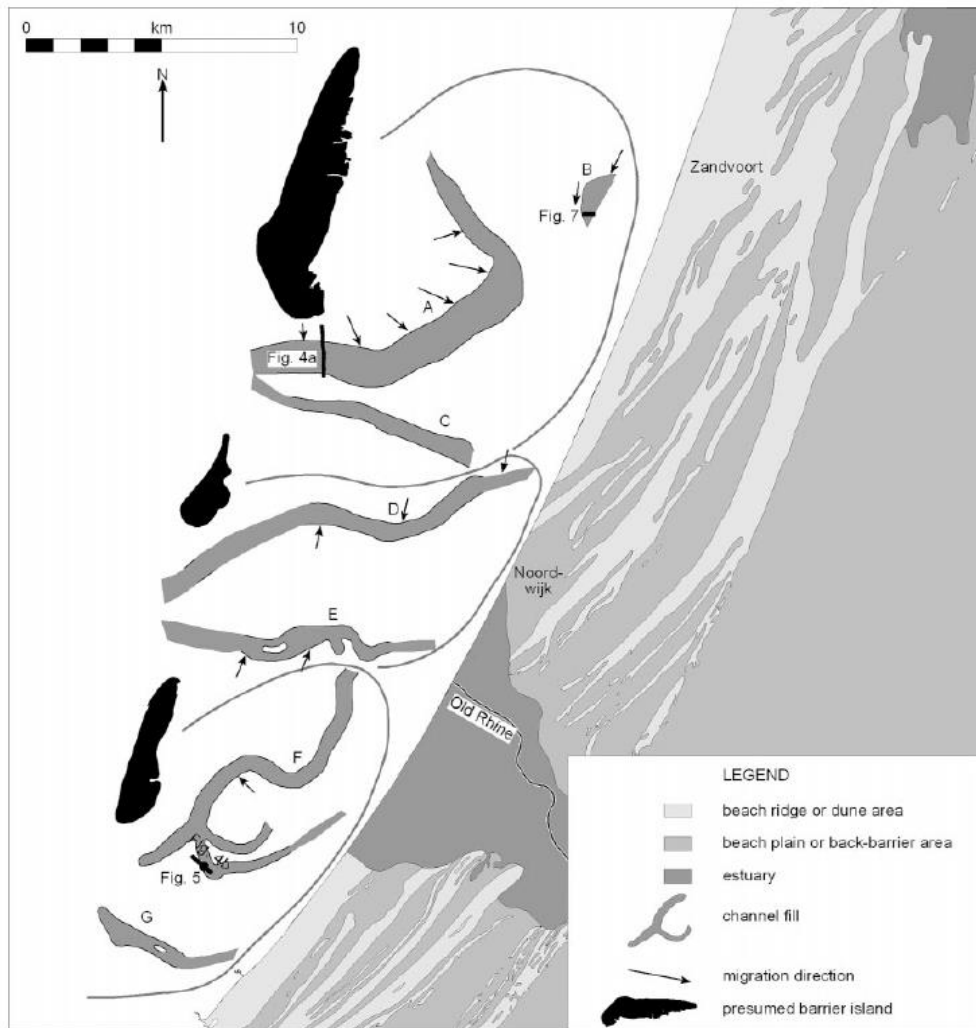 0 km 10
N
Zandvoort
B
Fig. 7
A
Fig. 4a
C
D
Noord-
wijk
E
Old Rhine
F
Fig. 5
G
LEGEND
beach ridge or dune area
beach plain or back-barrier area
estuary
channel fill
migration direction
presumed barrier island